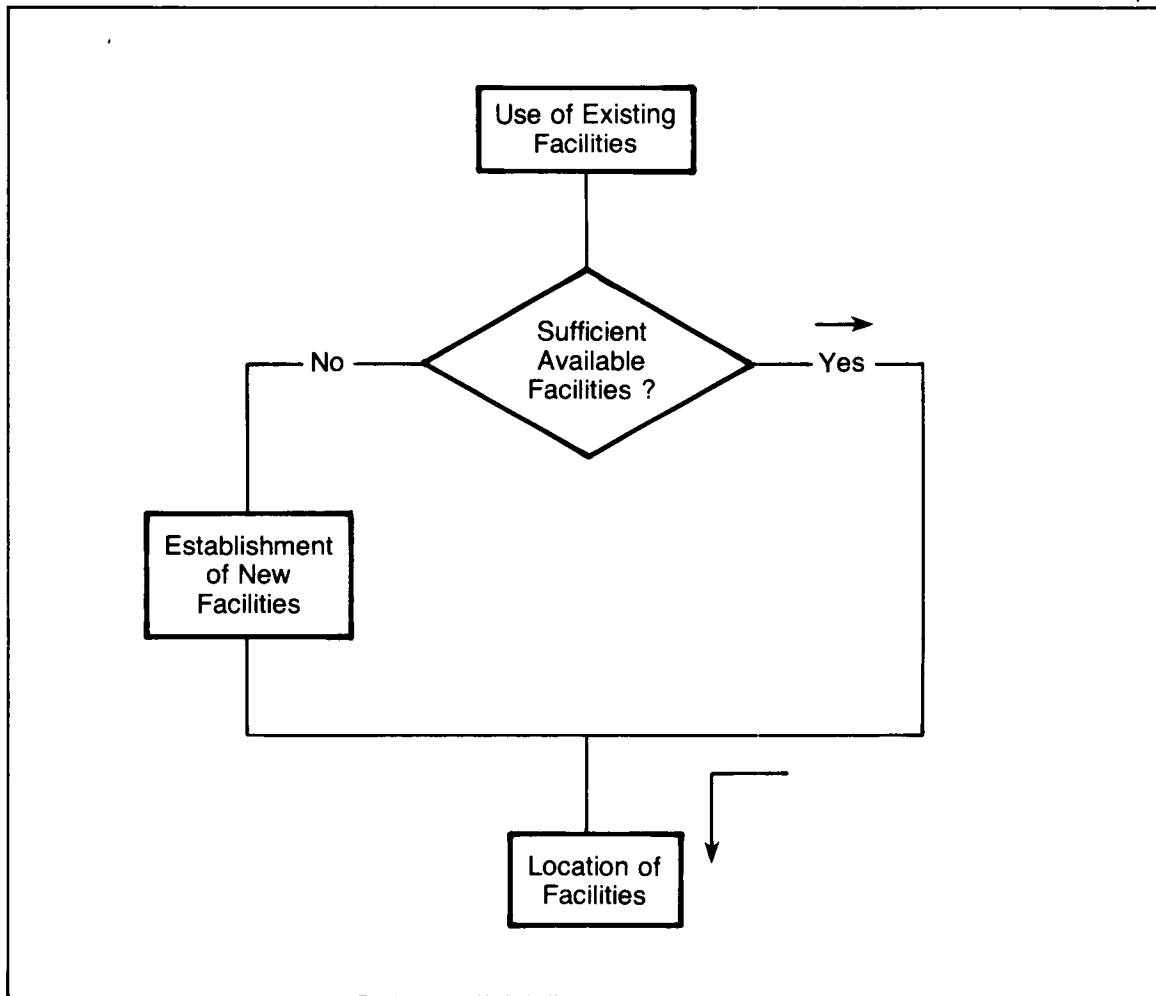 Use of Existing
Facilities
Sufficient
Available
Facilities ?
No
Yes
Establishment
of New
Facilities
Location of
Facilities